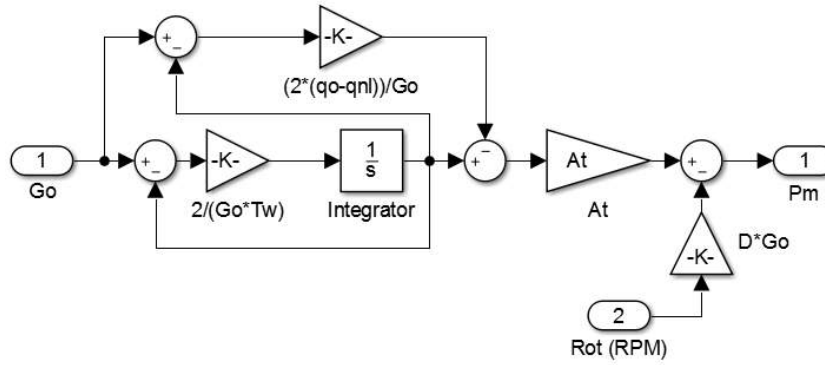 +
−
-K-
(2*(qo-qnl))/Go
1
Go
+
−
-K-
2/(Go*Tw)
1
s
Integrator
−
+
At
At
+
−
1
Pm
-K-
D*Go
2
Rot (RPM)